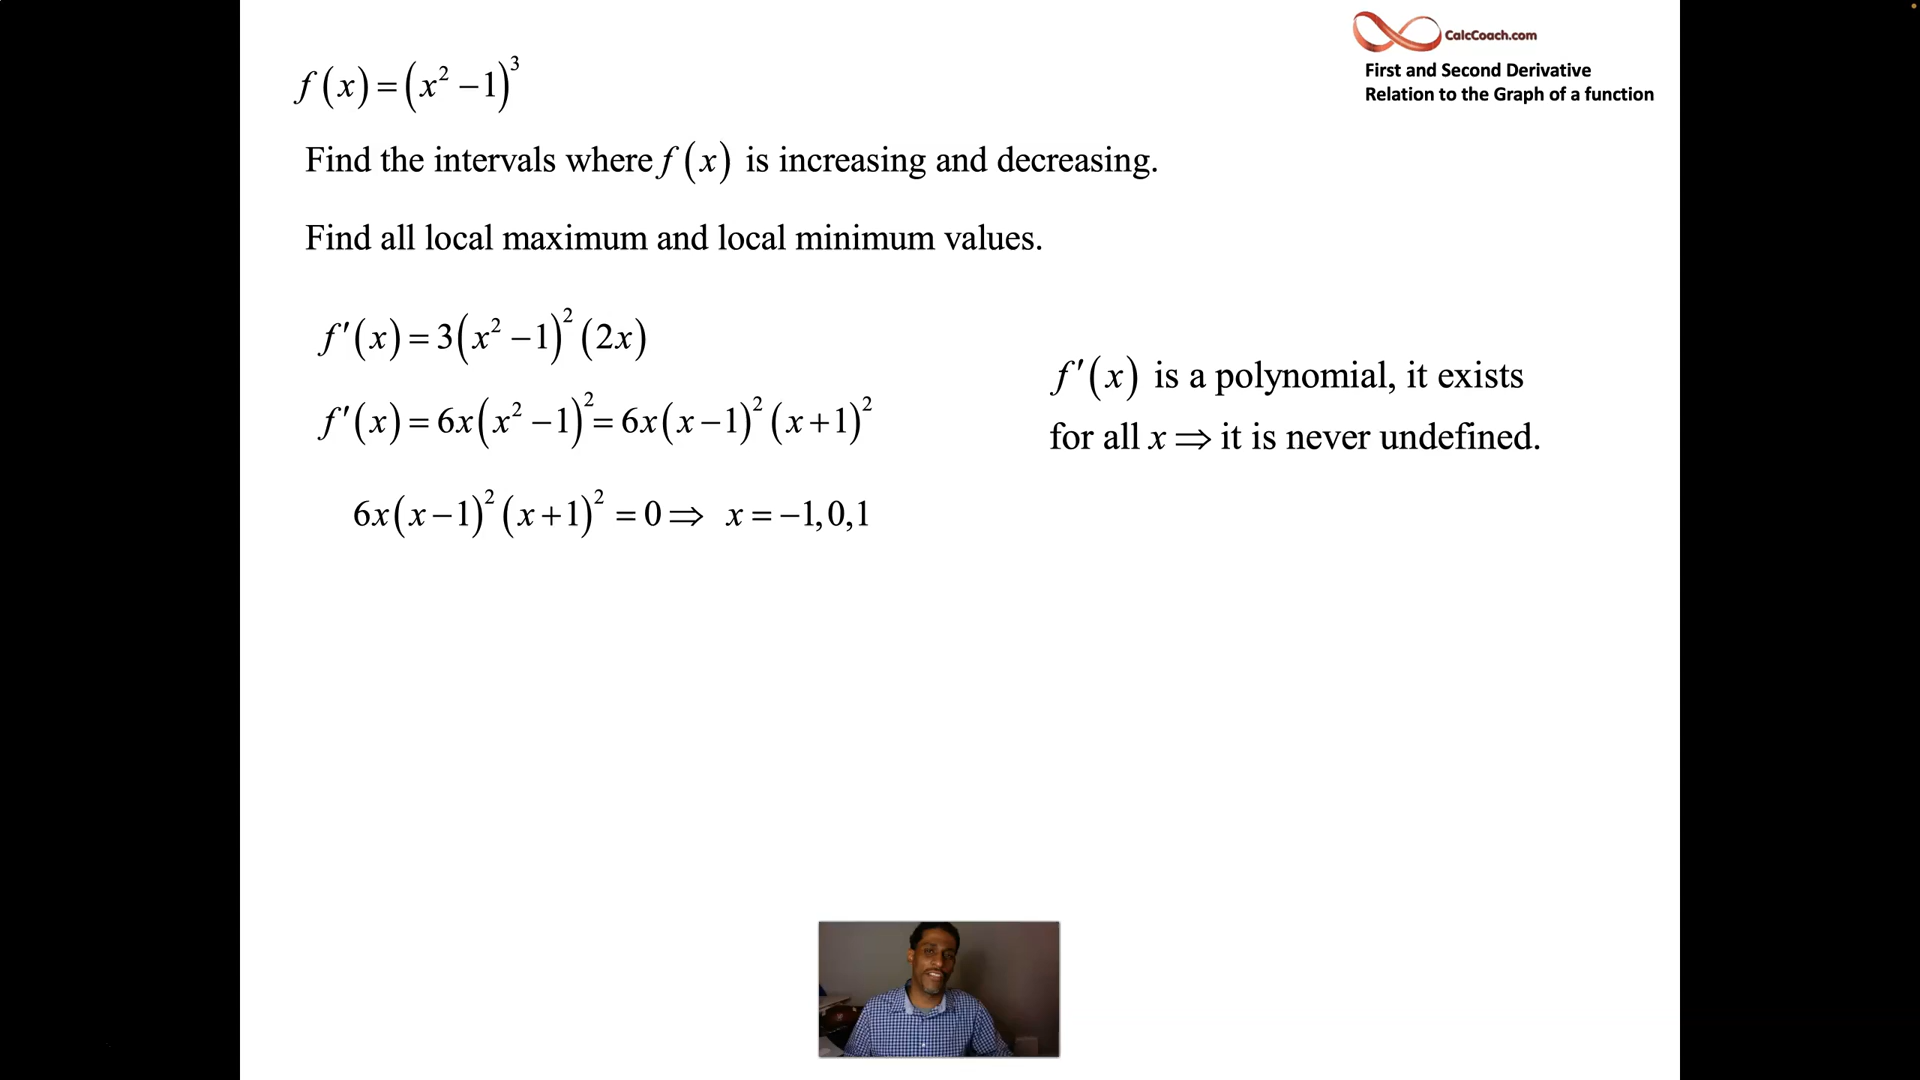 CalcCoach.com
First and Second Derivative
Relation to the Graph of a function
f(x) = (x² − 1)³
Find the intervals where f(x) is increasing and decreasing.
Find all local maximum and local minimum values.
f′(x) = 3(x² − 1)²(2x)
f′(x) = 6x(x² − 1)² = 6x(x − 1)²(x + 1)²
6x(x − 1)²(x + 1)² = 0 ⇒ x = −1, 0, 1
f′(x) is a polynomial, it exists
for all x ⇒ it is never undefined.